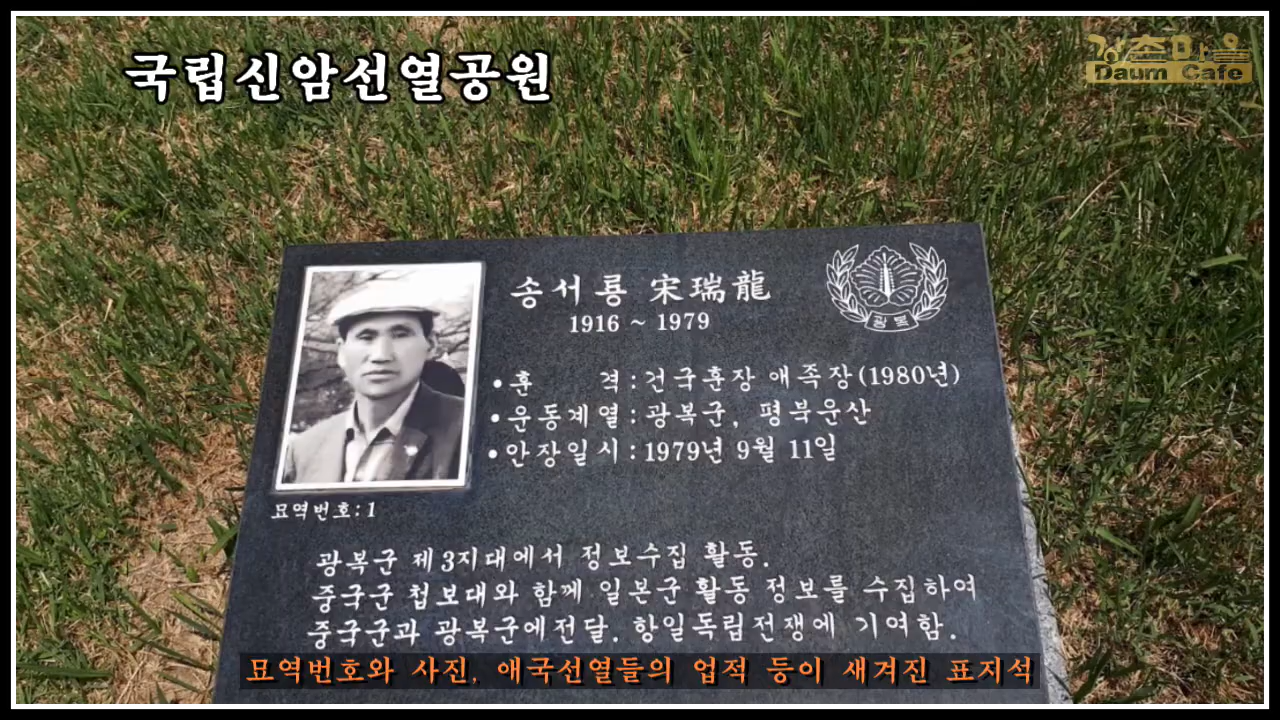 국립신암선열공원
경춘마을
Daum Cafe
송서룡 宋瑞龍
1916 ~ 1979
광복
• 훈 격 : 건국훈장 애족장(1980년)
• 운동계열 : 광복군, 평북운산
• 안장일시 : 1979년 9월 11일
묘역번호 : 1
광복군 제3지대에서 정보수집 활동.
중국군 첩보대와 함께 일본군 활동 정보를 수집하여
중국군과 광복군에전달. 항일독립전쟁에 기여함.
묘역번호와 사진, 애국선열들의 업적 등이 새겨진 표지석